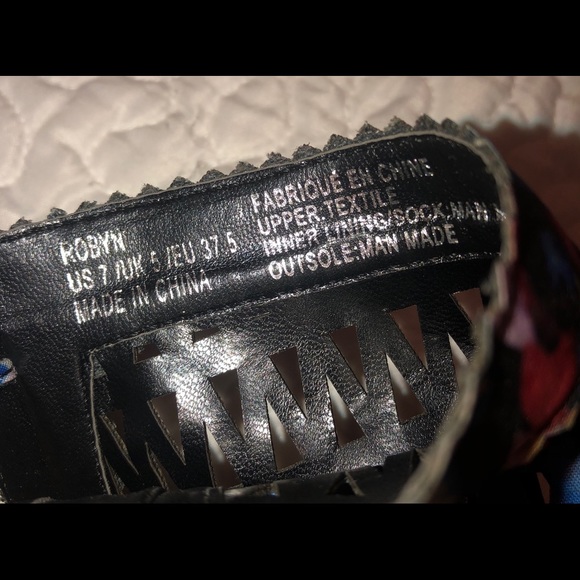 ROBYN
US 7 /UK 5 /EU 37.5
MADE IN CHINA
FABRIQUÉ EN CHINE
UPPER:TEXTILE
INNER LINING/SOCK:MAN
OUTSOLE:MAN MADE